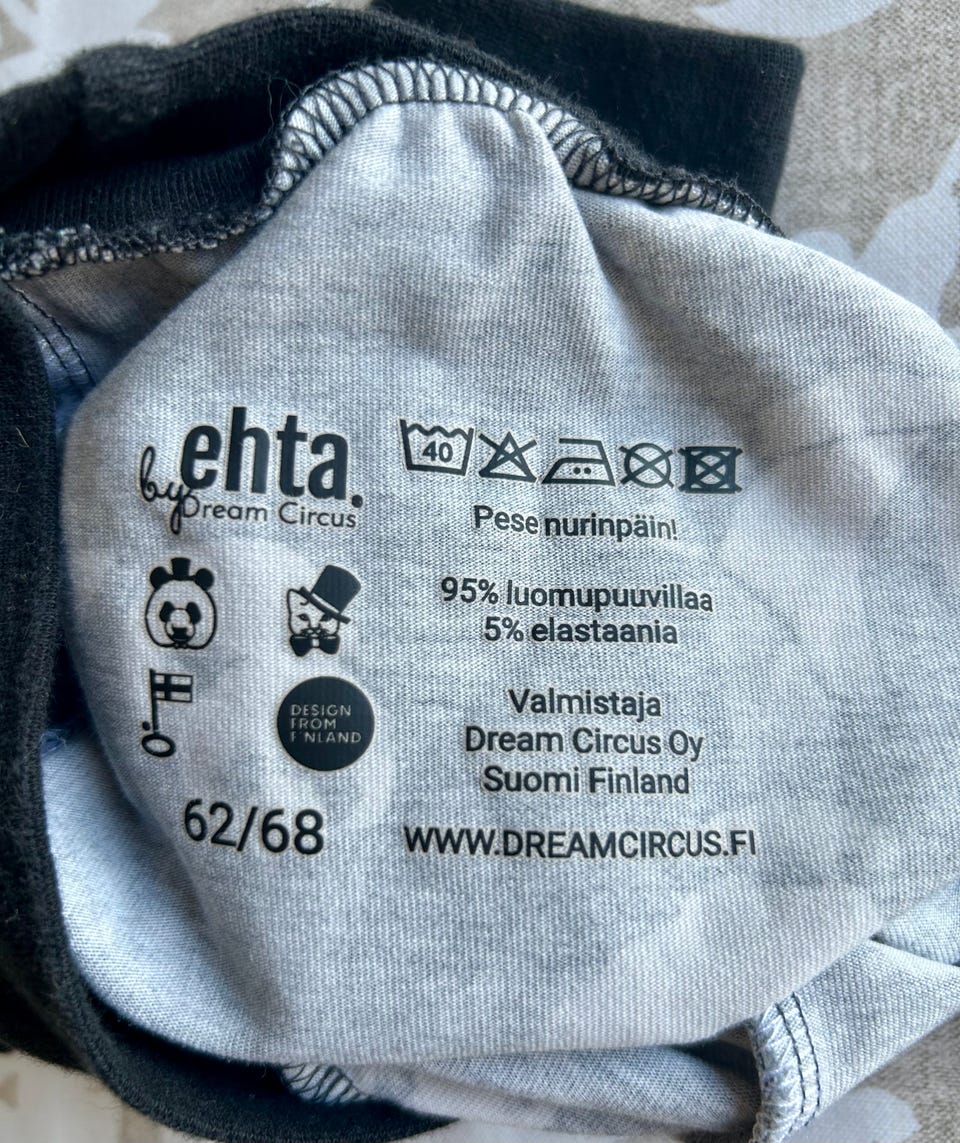 ehta.
by Dream Circus
DESIGN
FROM
FINLAND
62/68
40
Pese nurinpäin!
95% luomupuuvillaa
5% elastaania
Valmistaja
Dream Circus Oy
Suomi Finland
WWW.DREAMCIRCUS.FI